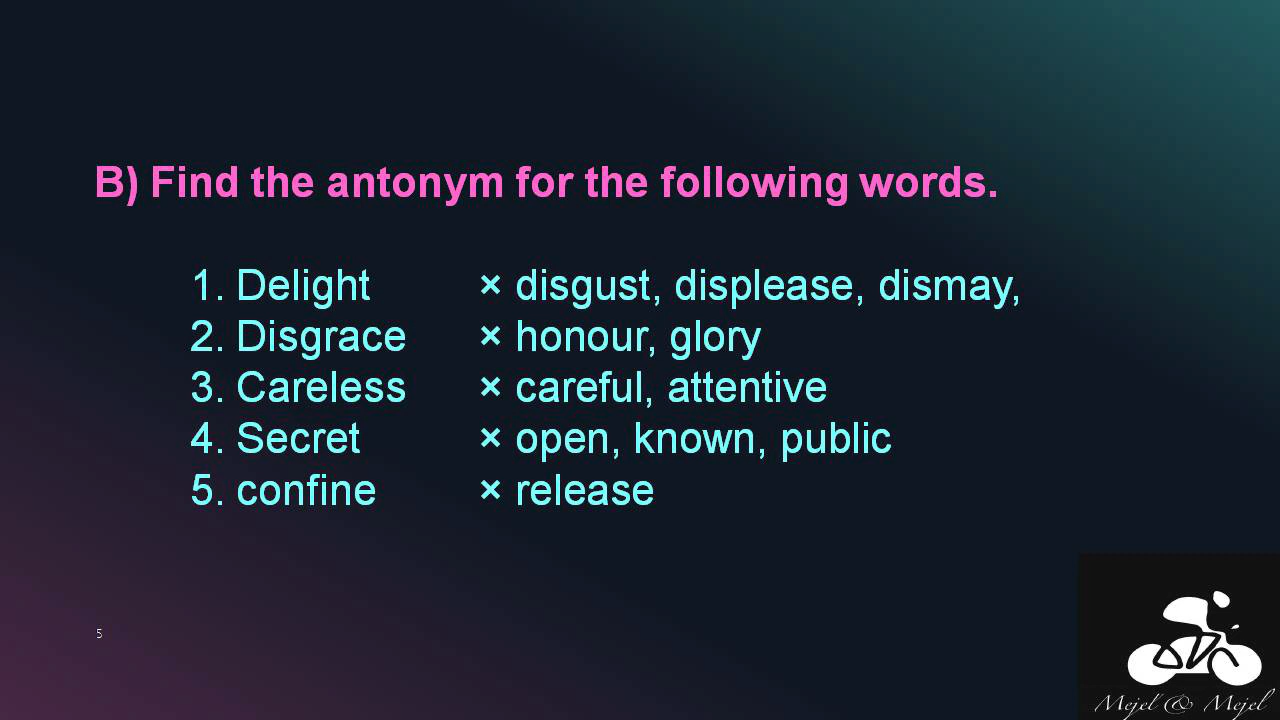 B) Find the antonym for the following words.
1. Delight × disgust, displease, dismay,
2. Disgrace × honour, glory
3. Careless × careful, attentive
4. Secret × open, known, public
5. confine × release
5
Mejel & Mejel